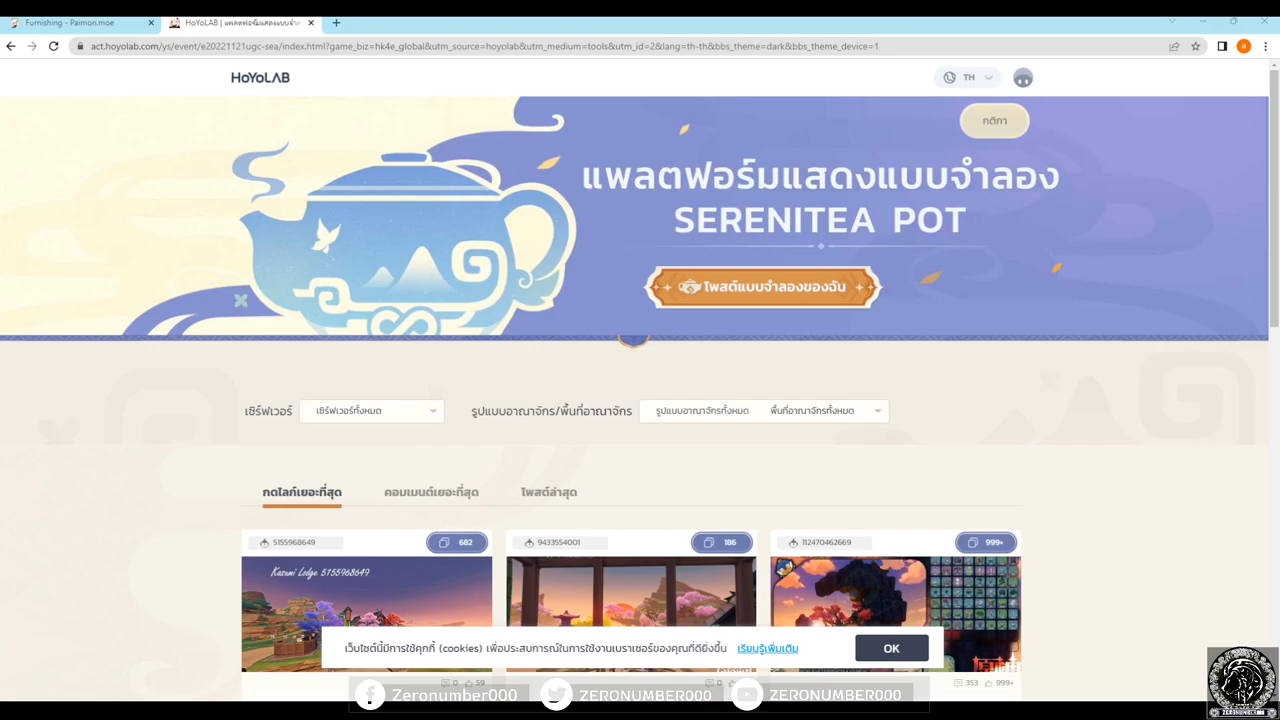 Furnishing - Paimon.moe
HoYoLAB | แพลตฟอร์มแสดงแบบจำล
act.hoyolab.com/ys/event/e20221121ugc-sea/index.html?game_biz=hk4e_global&utm_source=hoyolab&utm_medium=tools&utm_id=2&lang=th-th&bbs_theme=dark&bbs_theme_device=1
HoYoLAB
TH
กติกา
แพลตฟอร์มแสดงแบบจำลอง
SERENITEA POT
โพสต์แบบจำลองของฉัน
เซิร์ฟเวอร์ เซิร์ฟเวอร์ทั้งหมด รูปแบบอาณาจักร/พื้นที่อาณาจักร รูปแบบอาณาจักรทั้งหมด พื้นที่อาณาจักรทั้งหมด
กดไลก์เยอะที่สุด คอมเมนต์เยอะที่สุด โพสต์ล่าสุด
5155968649 682 9433554001 186 112470462669 999+
Kazumi Lodge 5155968649
เว็บไซต์นี้มีการใช้คุกกี้ (cookies) เพื่อประสบการณ์ในการใช้งานเบราเซอร์ของคุณที่ดียิ่งขึ้น เรียนรู้เพิ่มเติม OK
0 59 0 353 999+
Zeronumber000 ZERONUMBER000 ZERONUMBER000
ZERONUMBER000